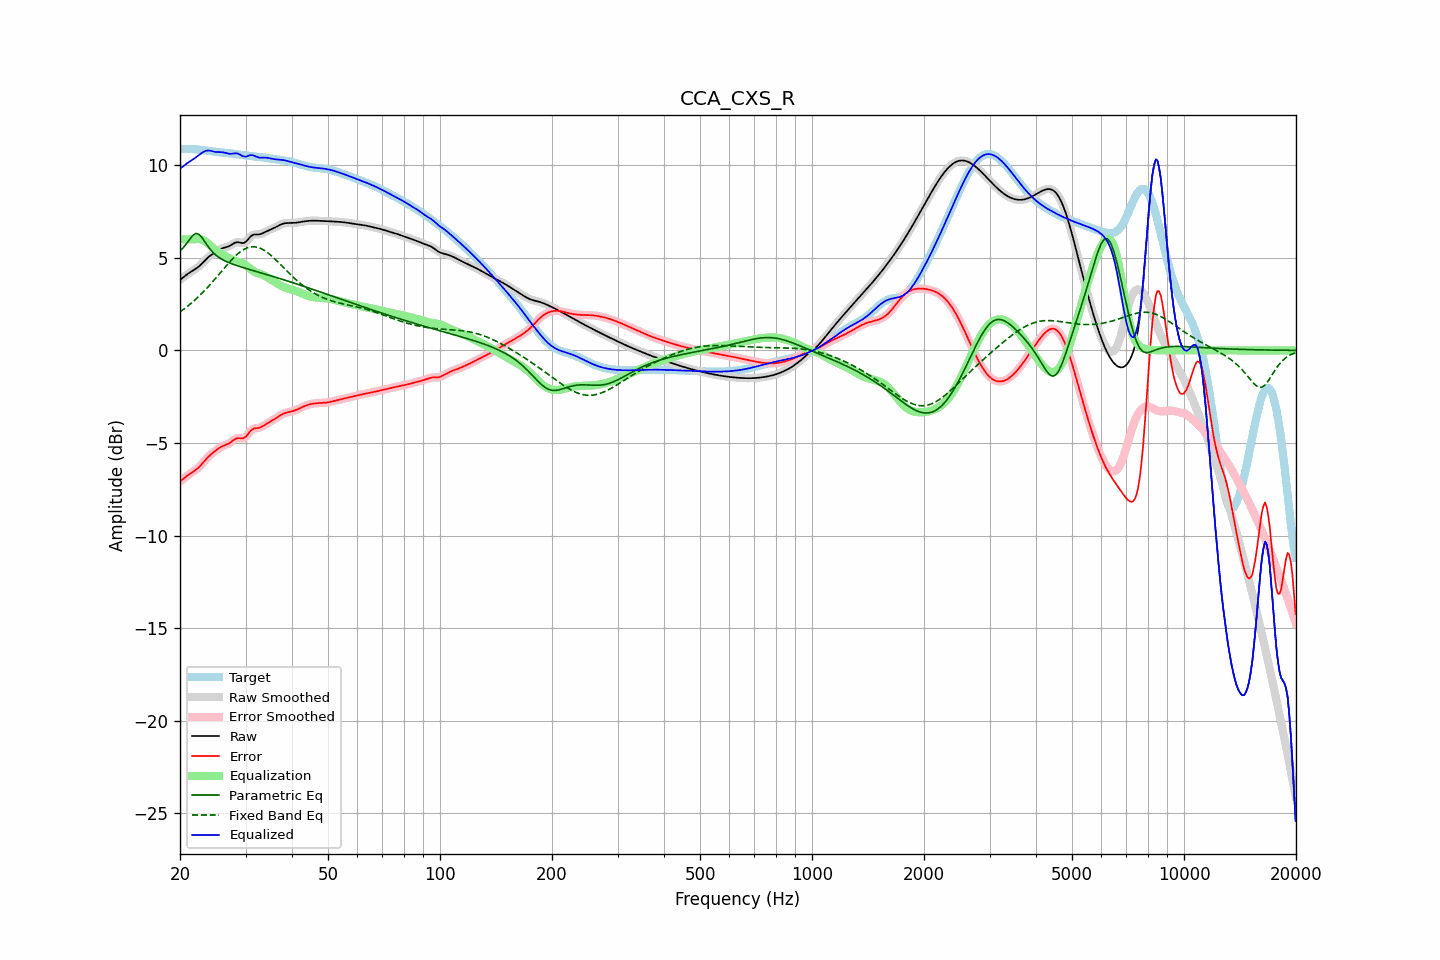 CCA_CXS_R
Amplitude (dBr)
10
5
0
−5
−10
−15
−20
−25
Target
Raw Smoothed
Error Smoothed
Raw
Error
Equalization
Parametric Eq
Fixed Band Eq
Equalized
20 50 100 200 500 1000 2000 5000 10000 20000
Frequency (Hz)